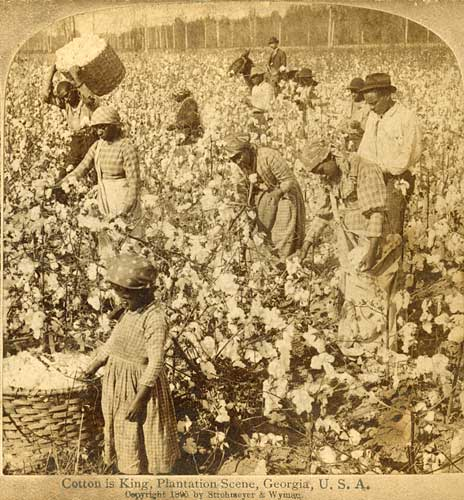 Cotton is King, Plantation Scene, Georgia, U. S. A.
Copyright 1895 by Strohmeyer & Wyman.